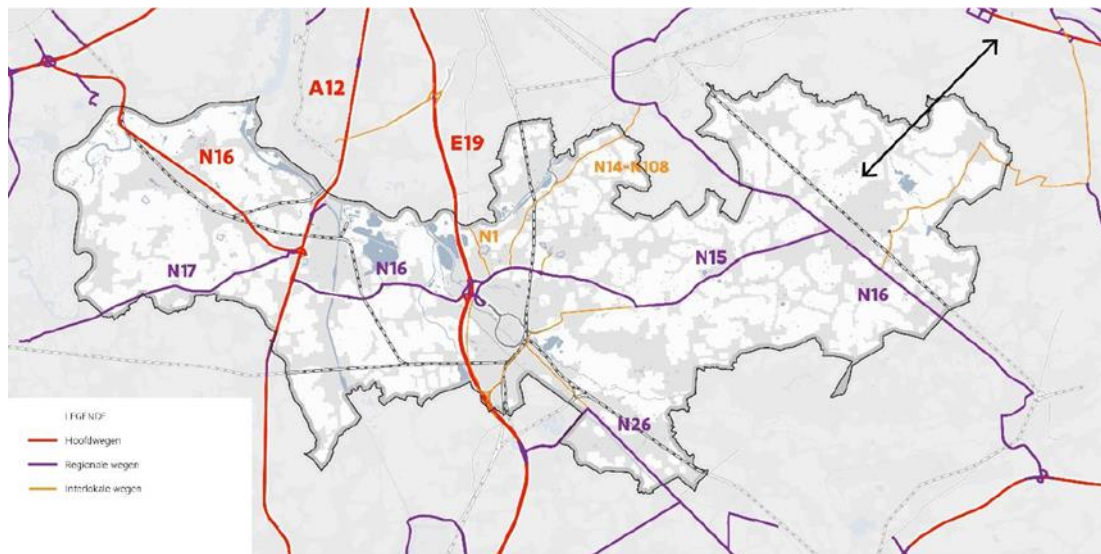 A12
E19
N16
N14-N108
N1
N17
N16
N15
N16
N26
LEGENDE
Hoofdwegen
Regionale wegen
Interlokale wegen